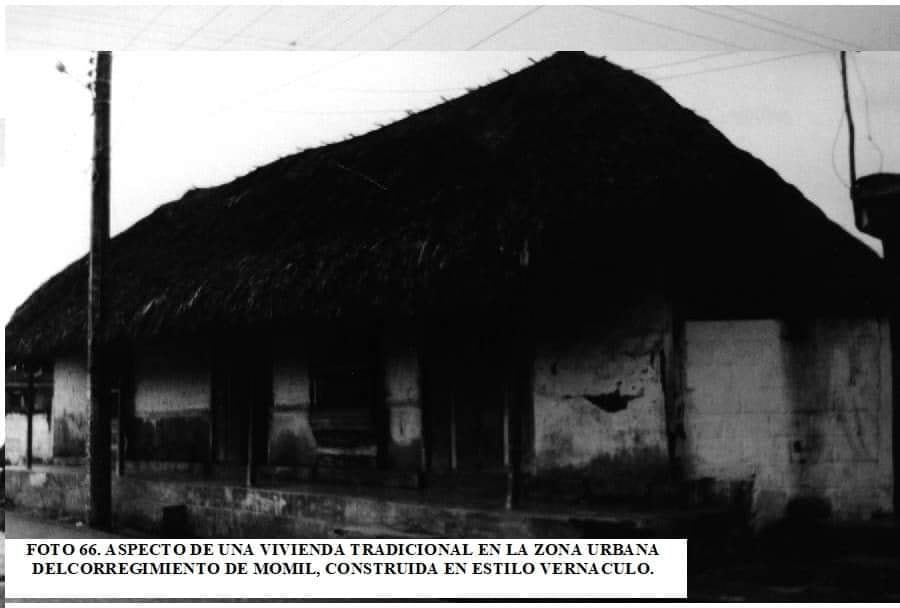 FOTO 66. ASPECTO DE UNA VIVIENDA TRADICIONAL EN LA ZONA URBANA
DELCORREGIMIENTO DE MOMIL, CONSTRUIDA EN ESTILO VERNACULO.